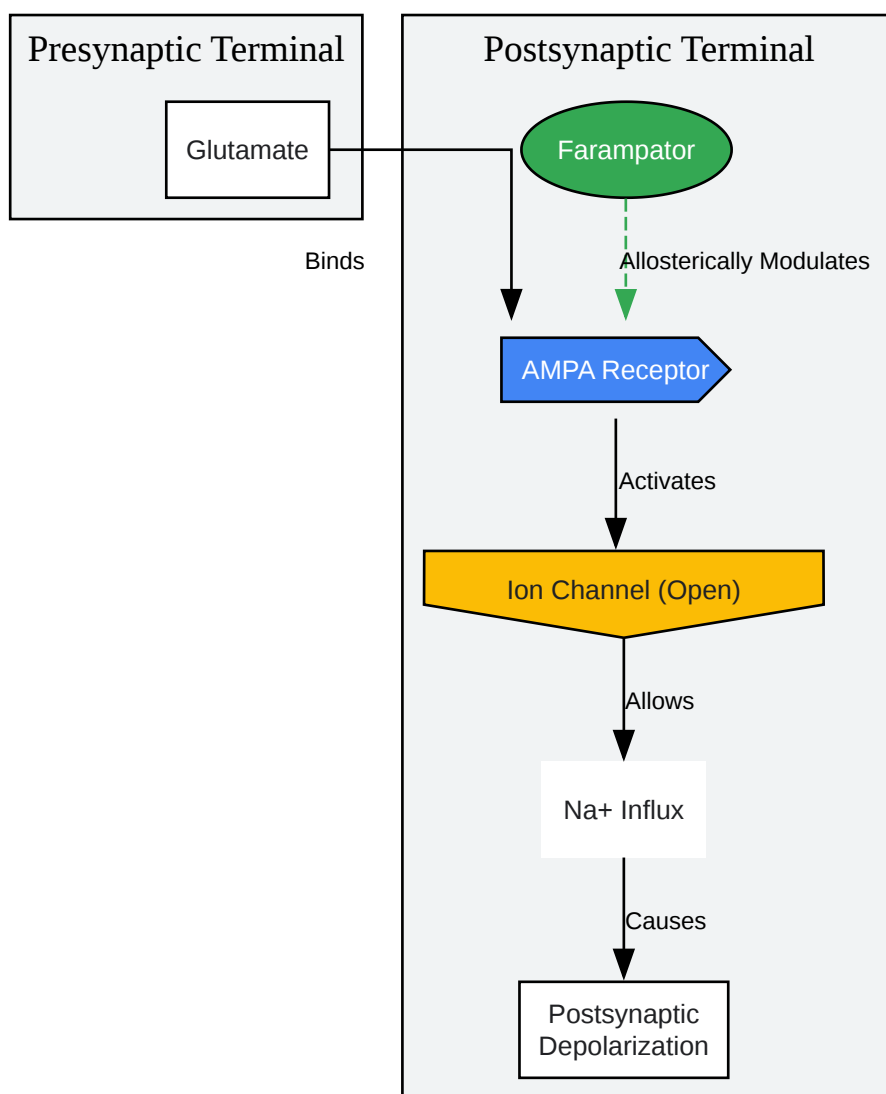 Presynaptic Terminal
Postsynaptic Terminal
Glutamate
Farampator
Binds
Allosterically Modulates
AMPA Receptor
Activates
Ion Channel (Open)
Allows
Na+ Influx
Causes
Postsynaptic
Depolarization